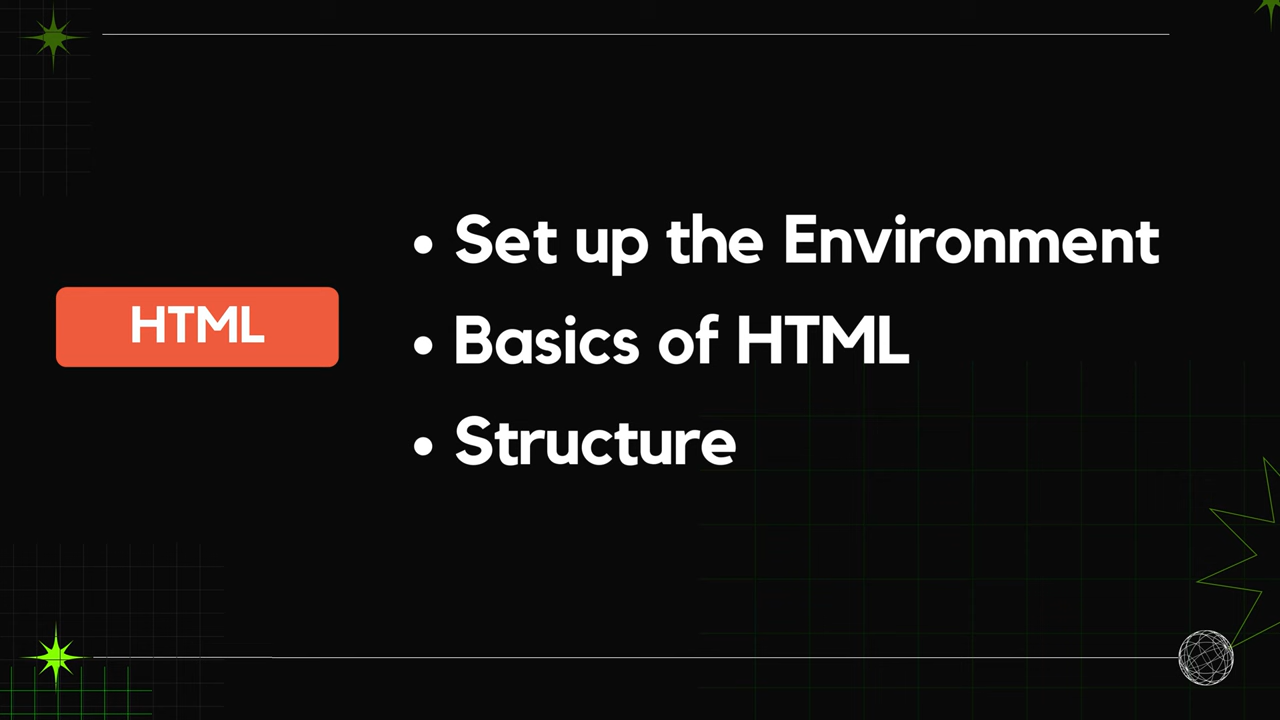 HTML
• Set up the Environment
• Basics of HTML
• Structure